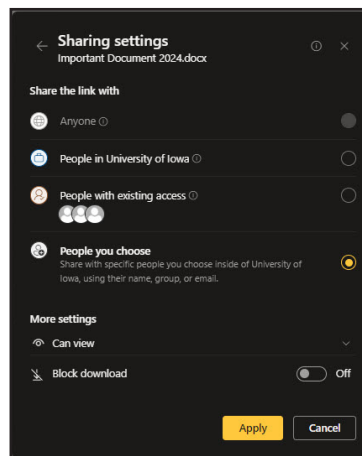 Sharing settings
Important Document 2024.docx
Share the link with
Anyone
People in University of Iowa
People with existing access
People you choose
Share with specific people you choose inside of University of
Iowa, using their name, group, or email.
More settings
Can view
Block download Off
Apply Cancel